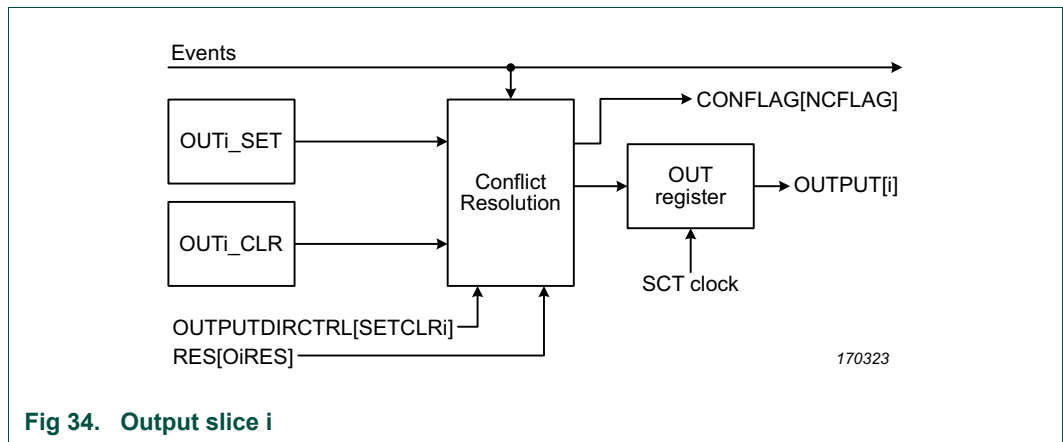 Events
OUTi_SET
OUTi_CLR
Conflict
Resolution
CONFLAG[NCFLAG]
OUT
register
OUTPUT[i]
SCT clock
OUTPUTDIRCTRL[SETCLRi]
RES[OiRES]
170323
Fig 34. Output slice i